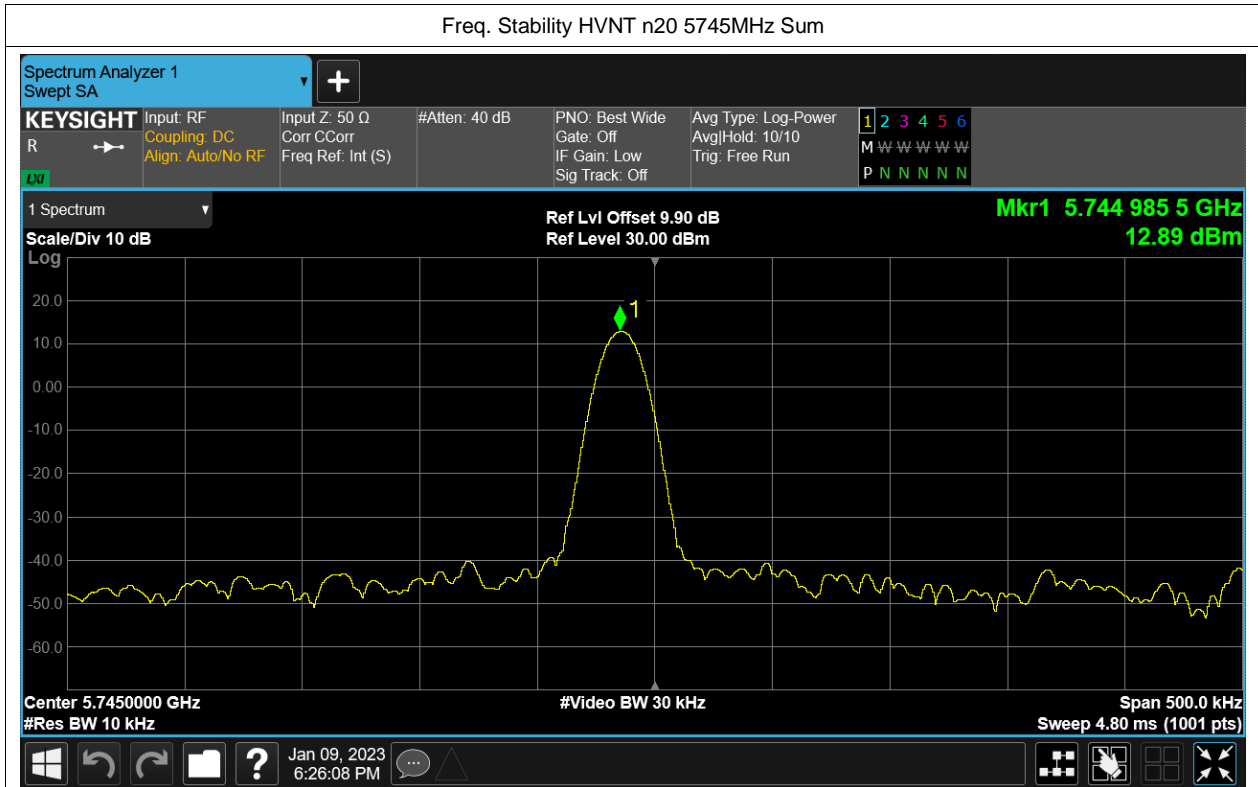 Freq. Stability HVNT n20 5745MHz Sum
Spectrum Analyzer 1
Swept SA
KEYSIGHT
R
LXI
Input: RF
Coupling: DC
Align: Auto/No RF
Input Z: 50 Ω
Corr CCorr
Freq Ref: Int (S)
#Atten: 40 dB
PNO: Best Wide
Gate: Off
IF Gain: Low
Sig Track: Off
Avg Type: Log-Power
Avg|Hold: 10/10
Trig: Free Run
1 2 3 4 5 6
M W W W W W
P N N N N N
1 Spectrum
Scale/Div 10 dB
Log
Ref Lvl Offset 9.90 dB
Ref Level 30.00 dBm
Mkr1 5.744 985 5 GHz
12.89 dBm
1
20.0
10.0
0.00
-10.0
-20.0
-30.0
-40.0
-50.0
-60.0
Center 5.7450000 GHz
#Res BW 10 kHz
#Video BW 30 kHz
Span 500.0 kHz
Sweep 4.80 ms (1001 pts)
?
Jan 09, 2023
6:26:08 PM